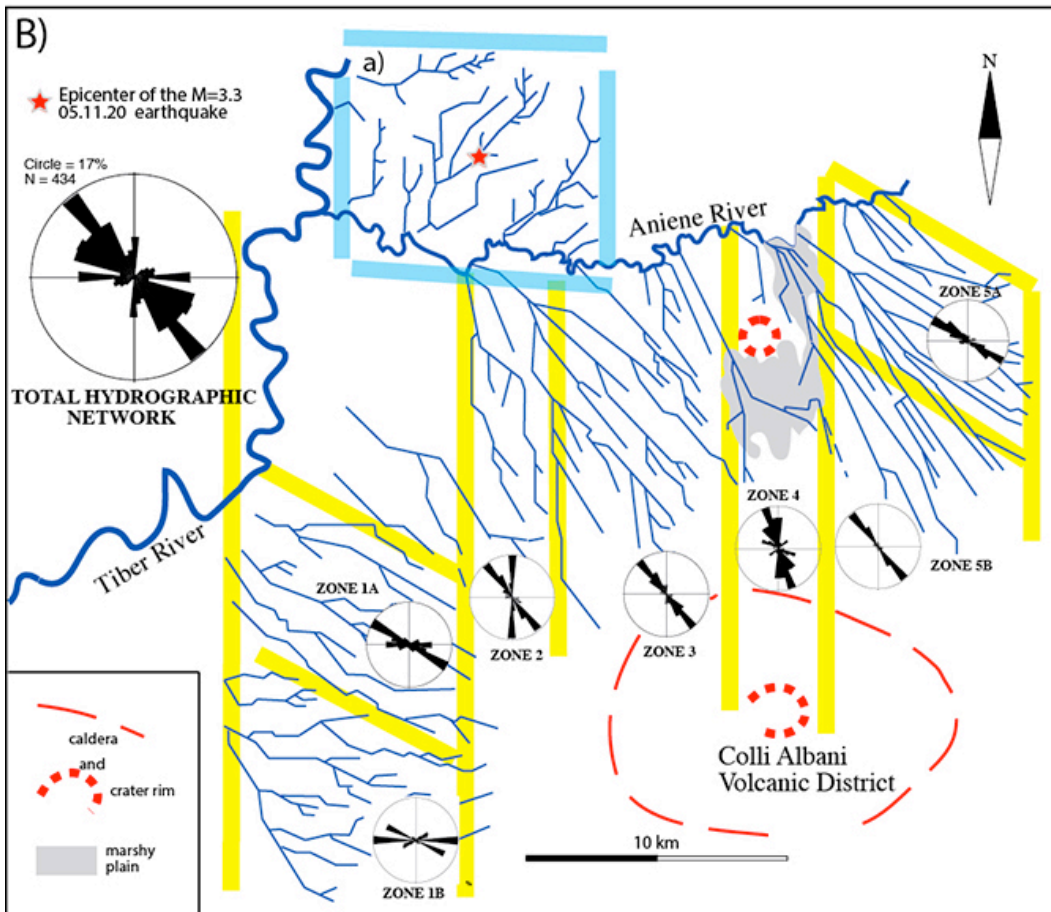 B)
a)
N
Epicenter of the M=3.3
05.11.20 earthquake
Circle = 17%
N = 434
TOTAL HYDROGRAPHIC
NETWORK
Aniene River
ZONE 5A
Tiber River
ZONE 4
ZONE 5B
ZONE 1A
ZONE 2
ZONE 3
Colli Albani
Volcanic District
caldera
and
crater rim
marshy
plain
10 km
ZONE 1B